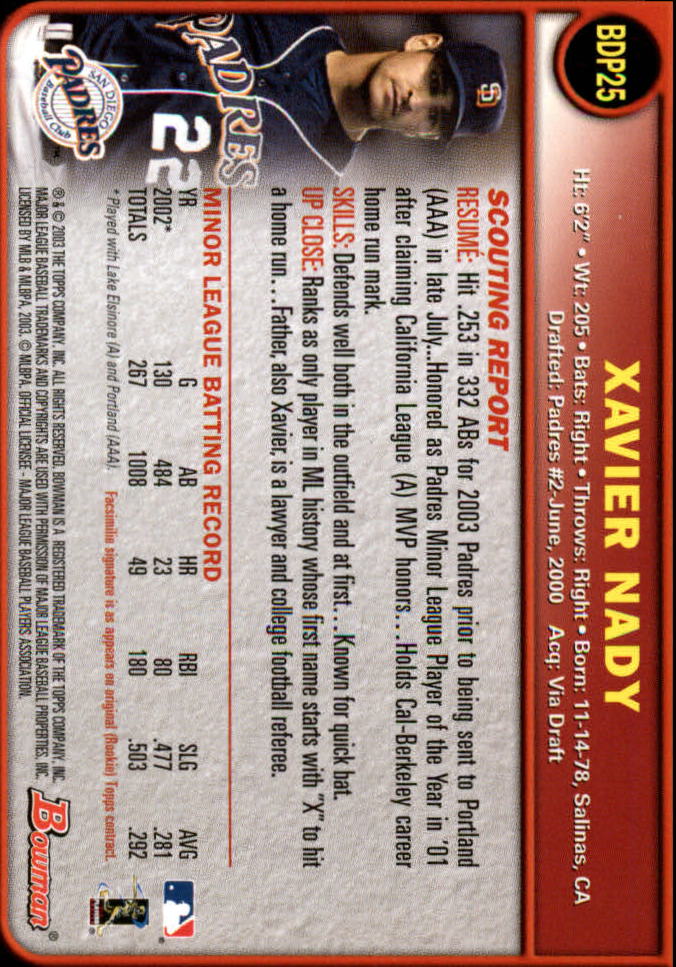 BDP25
XAVIER NADY
Ht: 6'2" • Wt: 205 • Bats: Right • Throws: Right • Born: 11-14-78, Salinas, CA
Drafted: Padres #2-June, 2000 Acq: Via Draft
SD
PADRES
22
SAN DIEGO
PADRES
Baseball Club
SCOUTING REPORT
RESUMÉ: Hit .253 in 332 ABs for 2003 Padres prior to being sent to Portland
(AAA) in late July...Honored as Padres Minor League Player of the Year in '01
after claiming California League (A) MVP honors...Holds Cal-Berkeley career
home run mark.
SKILLS: Defends well both in the outfield and at first...Known for quick bat.
UP CLOSE: Ranks as only player in ML history whose first name starts with "X" to hit
a home run...Father, also Xavier, is a lawyer and college football referee.
MINOR LEAGUE BATTING RECORD
YR G AB HR RBI SLG AVG
2002* 130 484 23 80 .477 .281
TOTALS 267 1008 49 180 .503 .292
* Played with Lake Elsinore (A) and Portland (AAA). Facsimile signature is as appears on original (Rookie) Topps contract.
® & © 2003 THE TOPPS COMPANY, INC. ALL RIGHTS RESERVED. BOWMAN IS A REGISTERED TRADEMARK OF THE TOPPS COMPANY, INC.
MAJOR LEAGUE BASEBALL TRADEMARKS AND COPYRIGHTS ARE USED WITH PERMISSION OF MAJOR LEAGUE BASEBALL PROPERTIES, INC.
LICENSED BY MLB & MLBPA. 2003. © MLBPA. OFFICIAL LICENSEE - MAJOR LEAGUE BASEBALL PLAYERS ASSOCIATION.
Bowman®